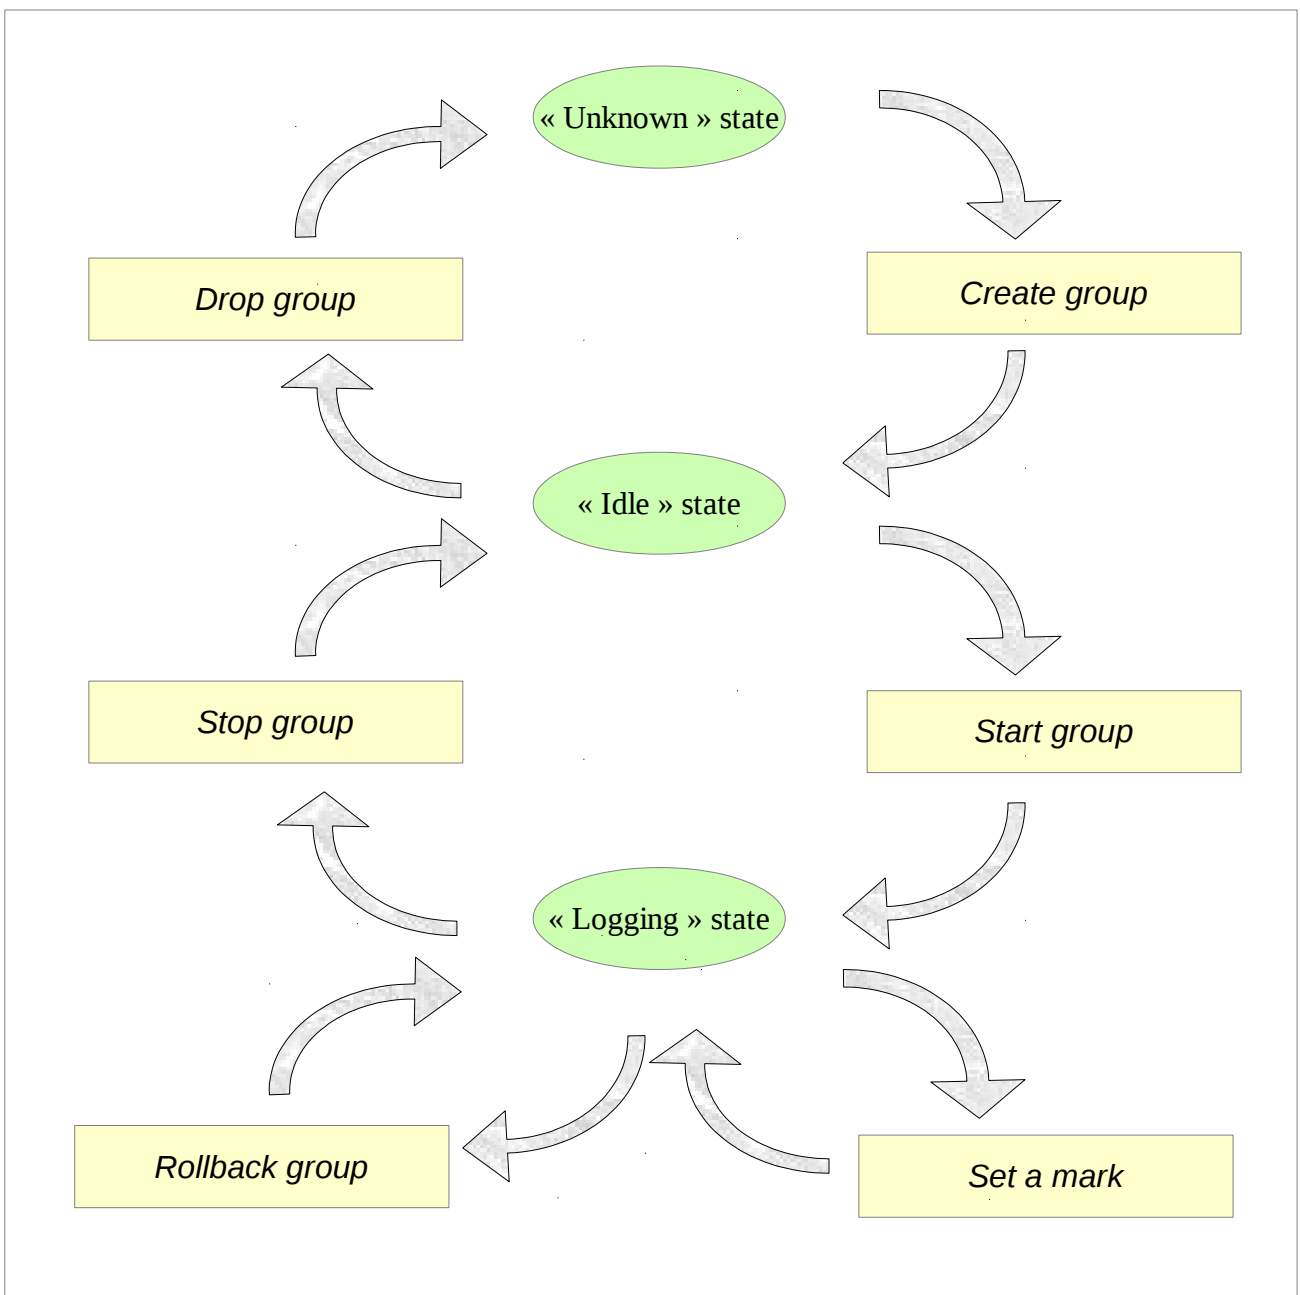 « Unknown » state
Drop group
Create group
« Idle » state
Stop group
Start group
« Logging » state
Rollback group
Set a mark